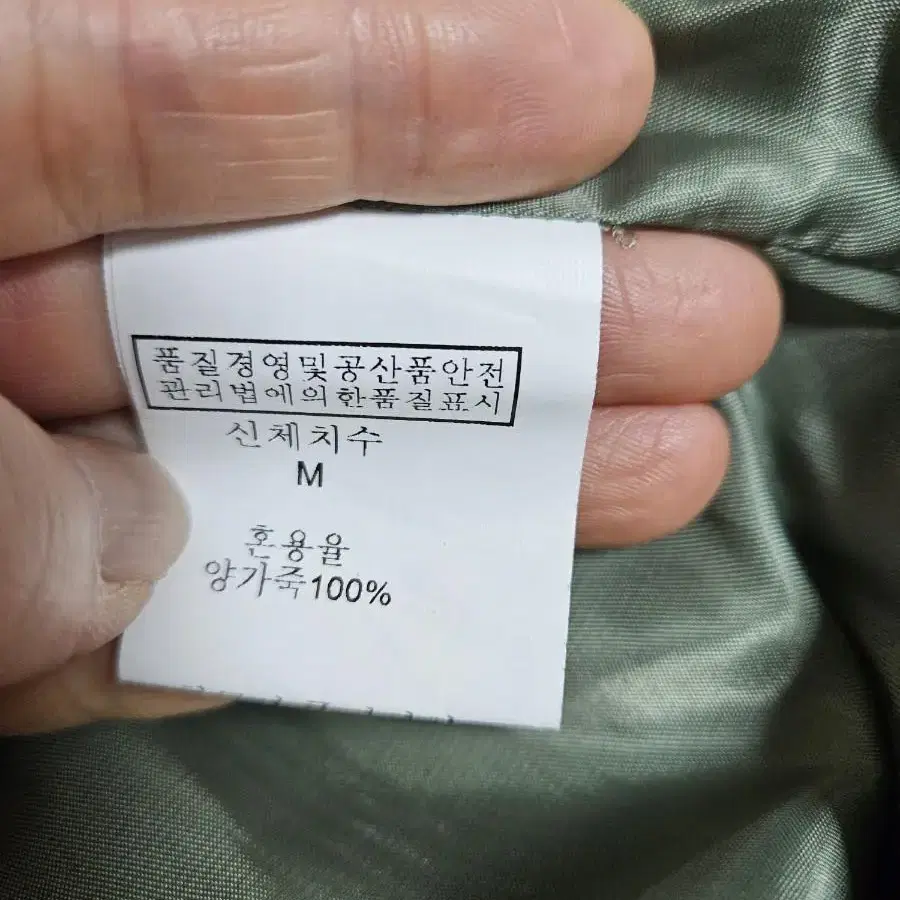 품질경영및공산품안전
관리법에의한품질표시
신체치수
M
혼용율
양가죽100%